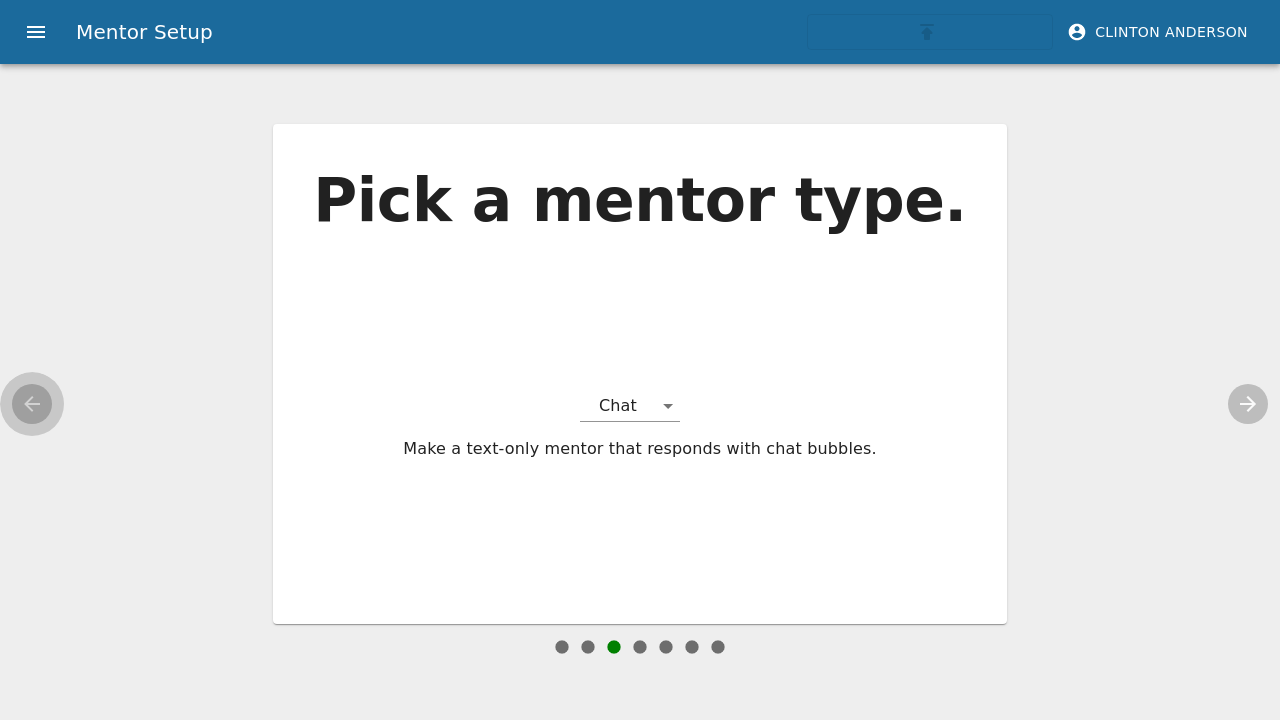 Mentor Setup
CLINTON ANDERSON
Pick a mentor type.
Chat
Make a text-only mentor that responds with chat bubbles.